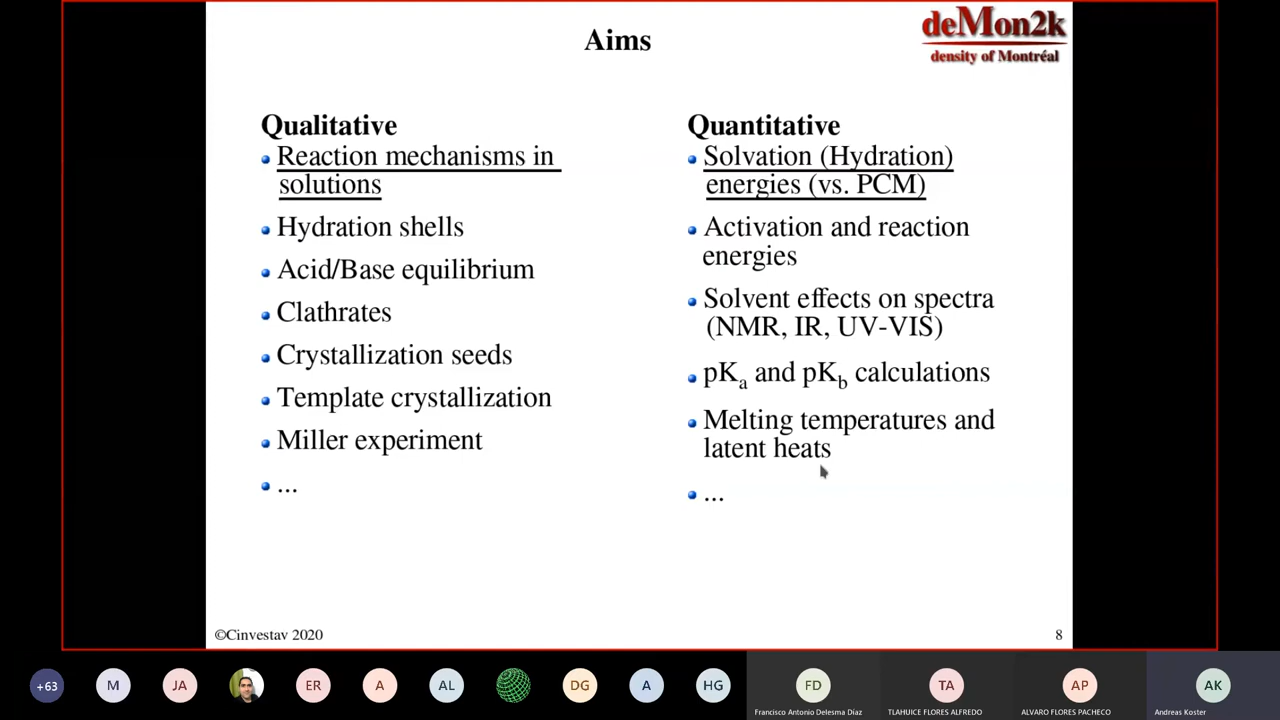 Aims
deMon2k
density of Montréal
Qualitative
Reaction mechanisms in
solutions
Hydration shells
Acid/Base equilibrium
Clathrates
Crystallization seeds
Template crystallization
Miller experiment
...
Quantitative
Solvation (Hydration)
energies (vs. PCM)
Activation and reaction
energies
Solvent effects on spectra
(NMR, IR, UV-VIS)
pKa and pKb calculations
Melting temperatures and
latent heats
...
©Cinvestav 2020
8
+63
M
JA
ER
A
AL
DG
A
HG
FD
Francisco Antonio Delesma Díaz
TA
TLAHUICE FLORES ALFREDO
AP
ALVARO FLORES PACHECO
AK
Andreas Koster